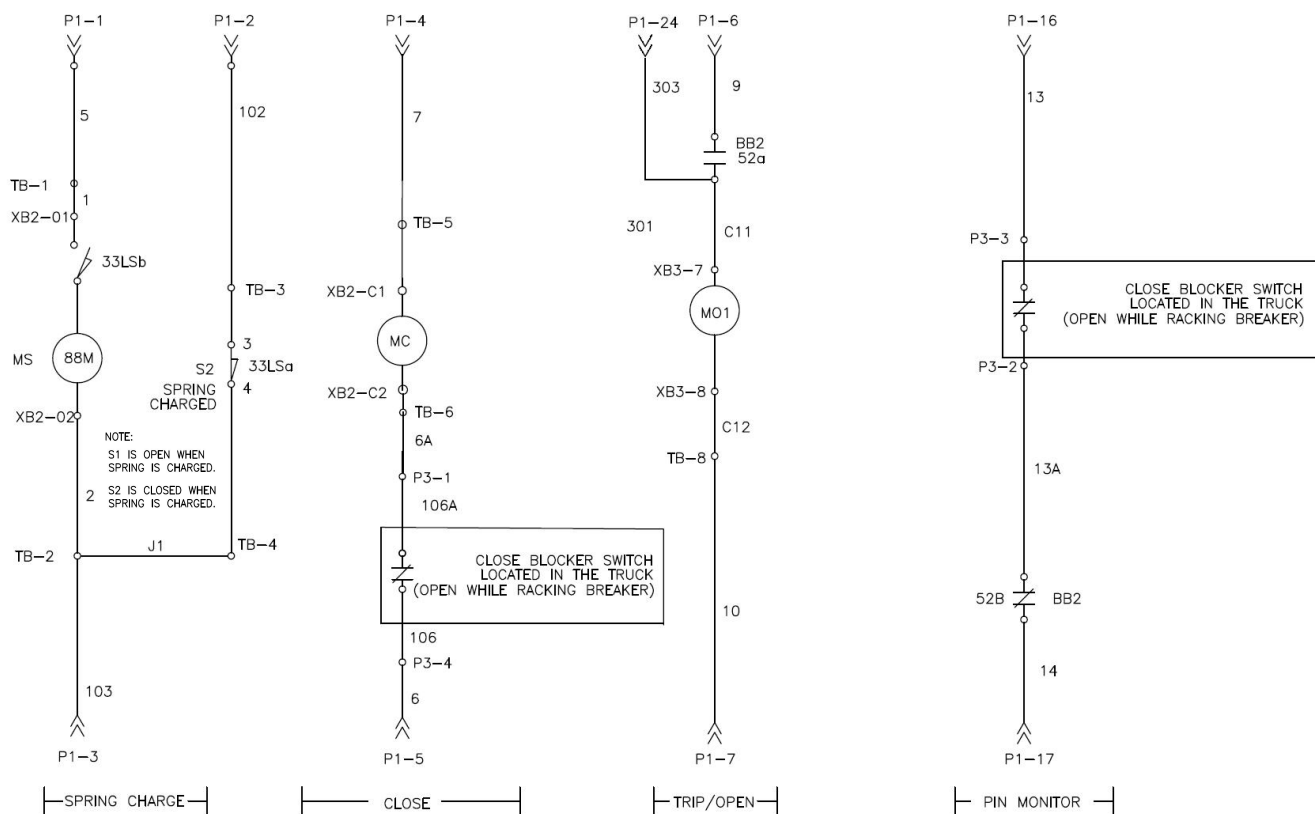 P1-1
P1-2
P1-4
P1-24
P1-6
P1-16
5
102
7
303
9
13
BB2
52a
TB-1
1
XB2-01
33LSb
TB-5
301
C11
P3-3
XB3-7
TB-3
XB2-C1
CLOSE BLOCKER SWITCH
LOCATED IN THE TRUCK
(OPEN WHILE RACKING BREAKER)
MO1
MC
3
MS
88M
S2
33LSa
SPRING
CHARGED
4
P3-2
XB2-C2
XB3-8
XB2-02
TB-6
C12
NOTE:
S1 IS OPEN WHEN
SPRING IS CHARGED.
S2 IS CLOSED WHEN
SPRING IS CHARGED.
6A
TB-8
P3-1
13A
2
106A
TB-2
J1
TB-4
CLOSE BLOCKER SWITCH
LOCATED IN THE TRUCK
(OPEN WHILE RACKING BREAKER)
52B
BB2
10
106
P3-4
14
103
6
P1-3
P1-5
P1-7
P1-17
SPRING CHARGE
CLOSE
TRIP/OPEN
PIN MONITOR